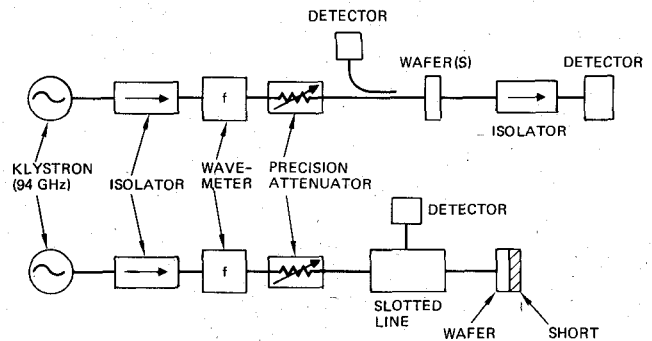 DETECTOR
WAFER(S)
DETECTOR
f
ISOLATOR
KLYSTRON
(94 GHz)
ISOLATOR
WAVE-
METER
PRECISION
ATTENUATOR
DETECTOR
f
SLOTTED
LINE
WAFER
SHORT